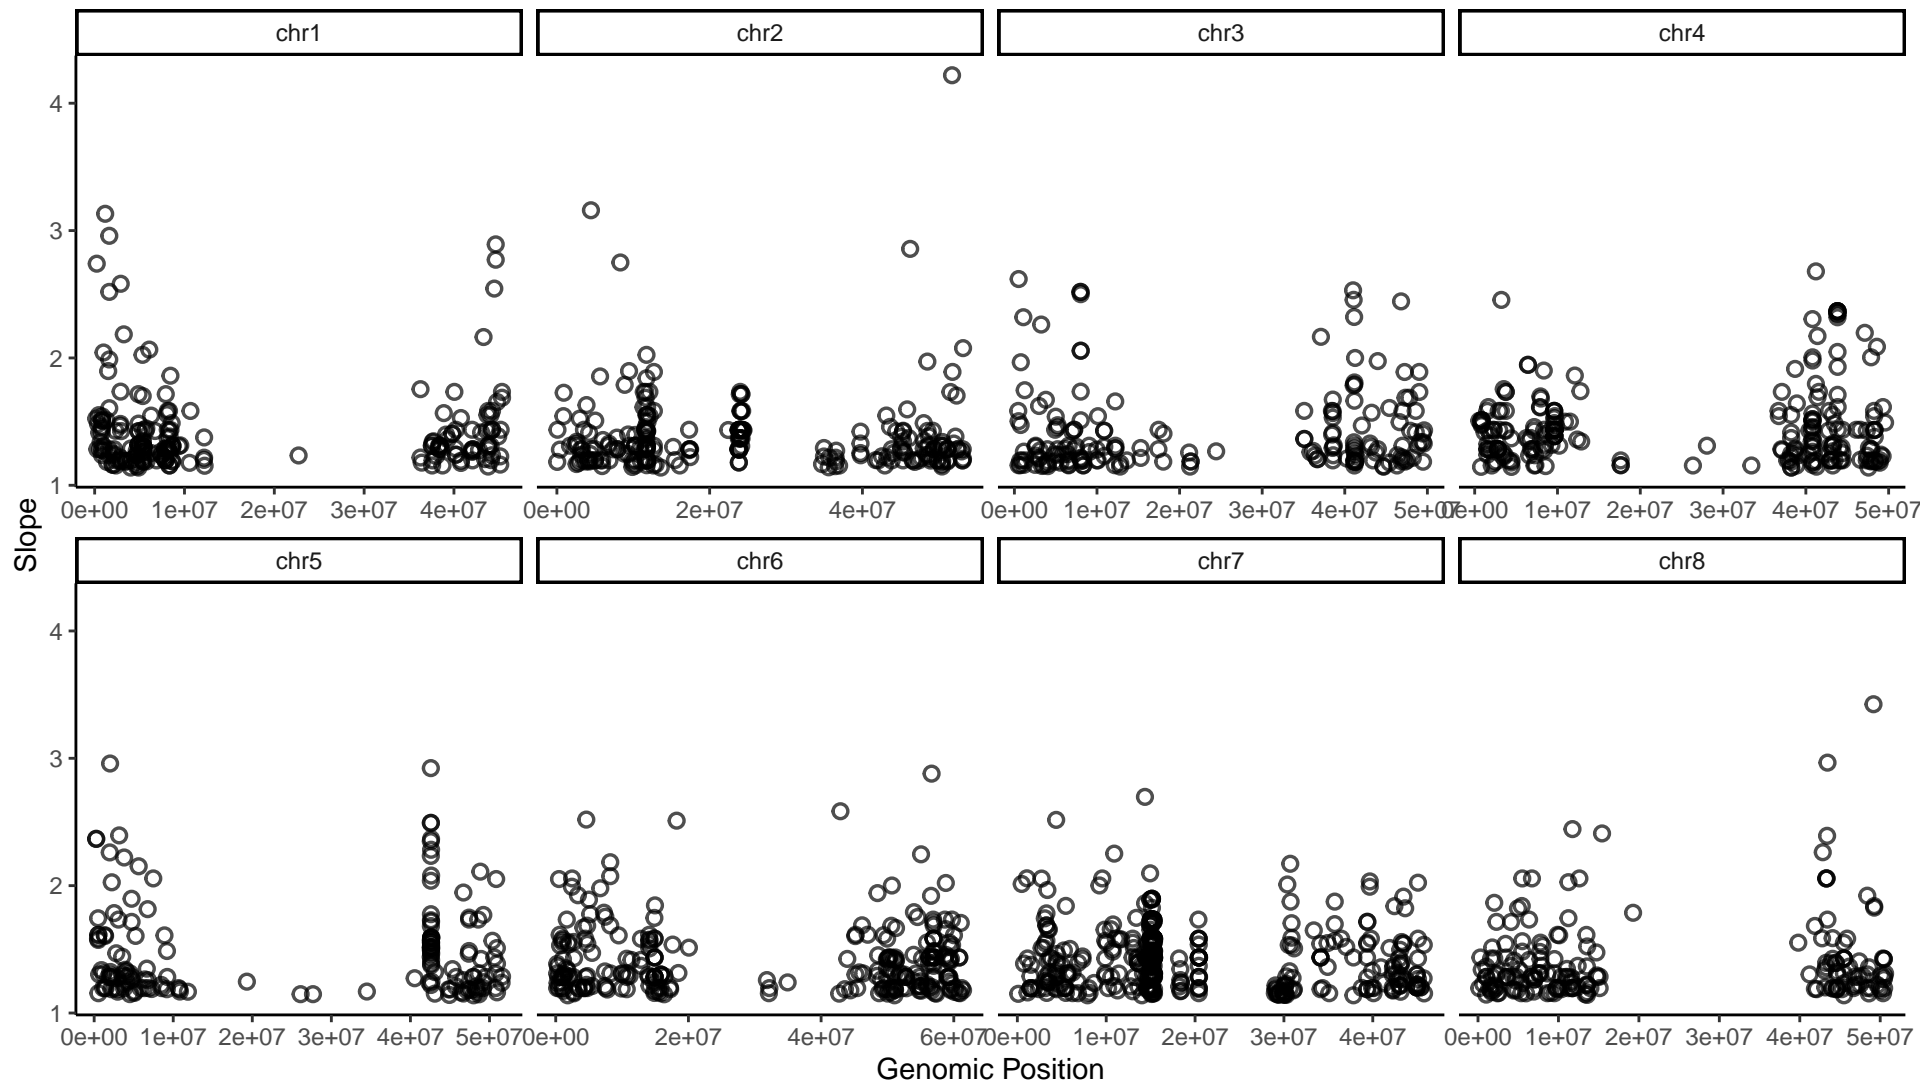 chr1 chr2 chr3 chr4
4
3
2
1
0e+00 1e+07 2e+07 3e+07 4e+07 0e+00 2e+07 4e+07 0e+00 1e+07 2e+07 3e+07 4e+07 5e+07 0e+00 1e+07 2e+07 3e+07 4e+07 5e+07
Slope
chr5 chr6 chr7 chr8
4
3
2
1
0e+00 1e+07 2e+07 3e+07 4e+07 5e+07 0e+00 2e+07 4e+07 6e+07 0e+00 1e+07 2e+07 3e+07 4e+07 0e+00 1e+07 2e+07 3e+07 4e+07 5e+07
Genomic Position